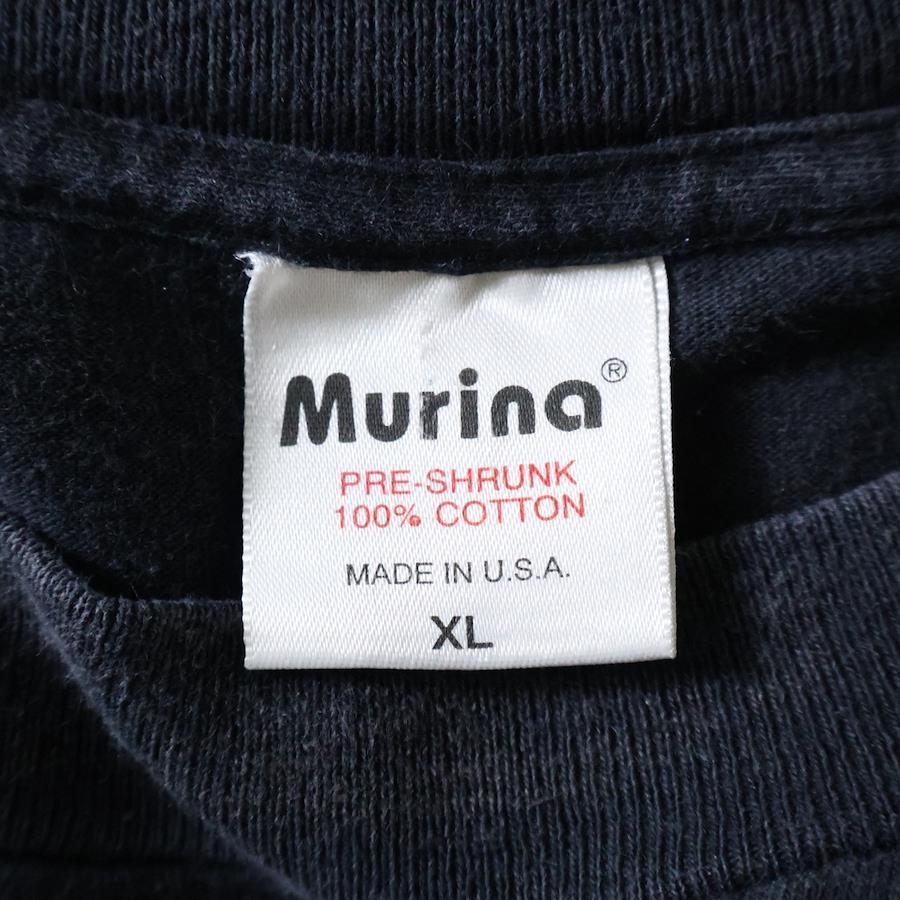 Murina®
PRE-SHRUNK
100% COTTON
MADE IN U.S.A.
XL